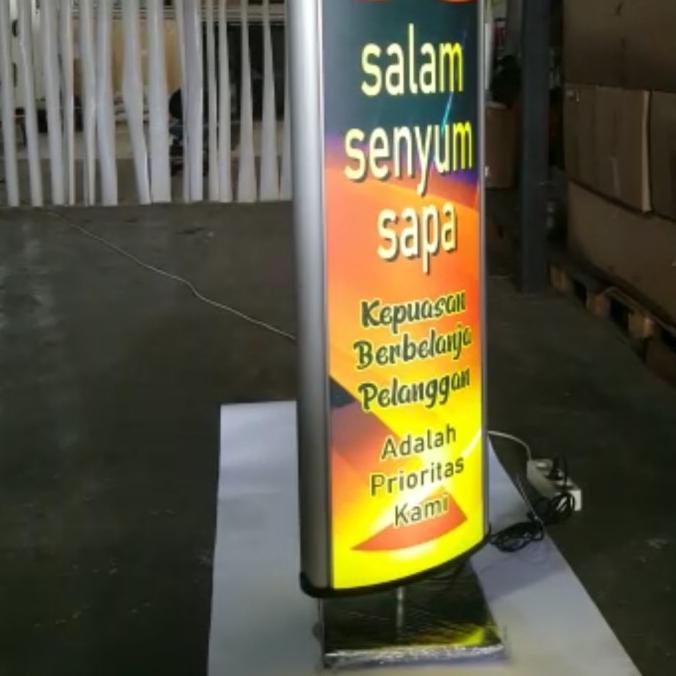 salam
senyum
sapa
Kepuasan
Berbelanja
Pelanggan
Adalah
Prioritas
Kami